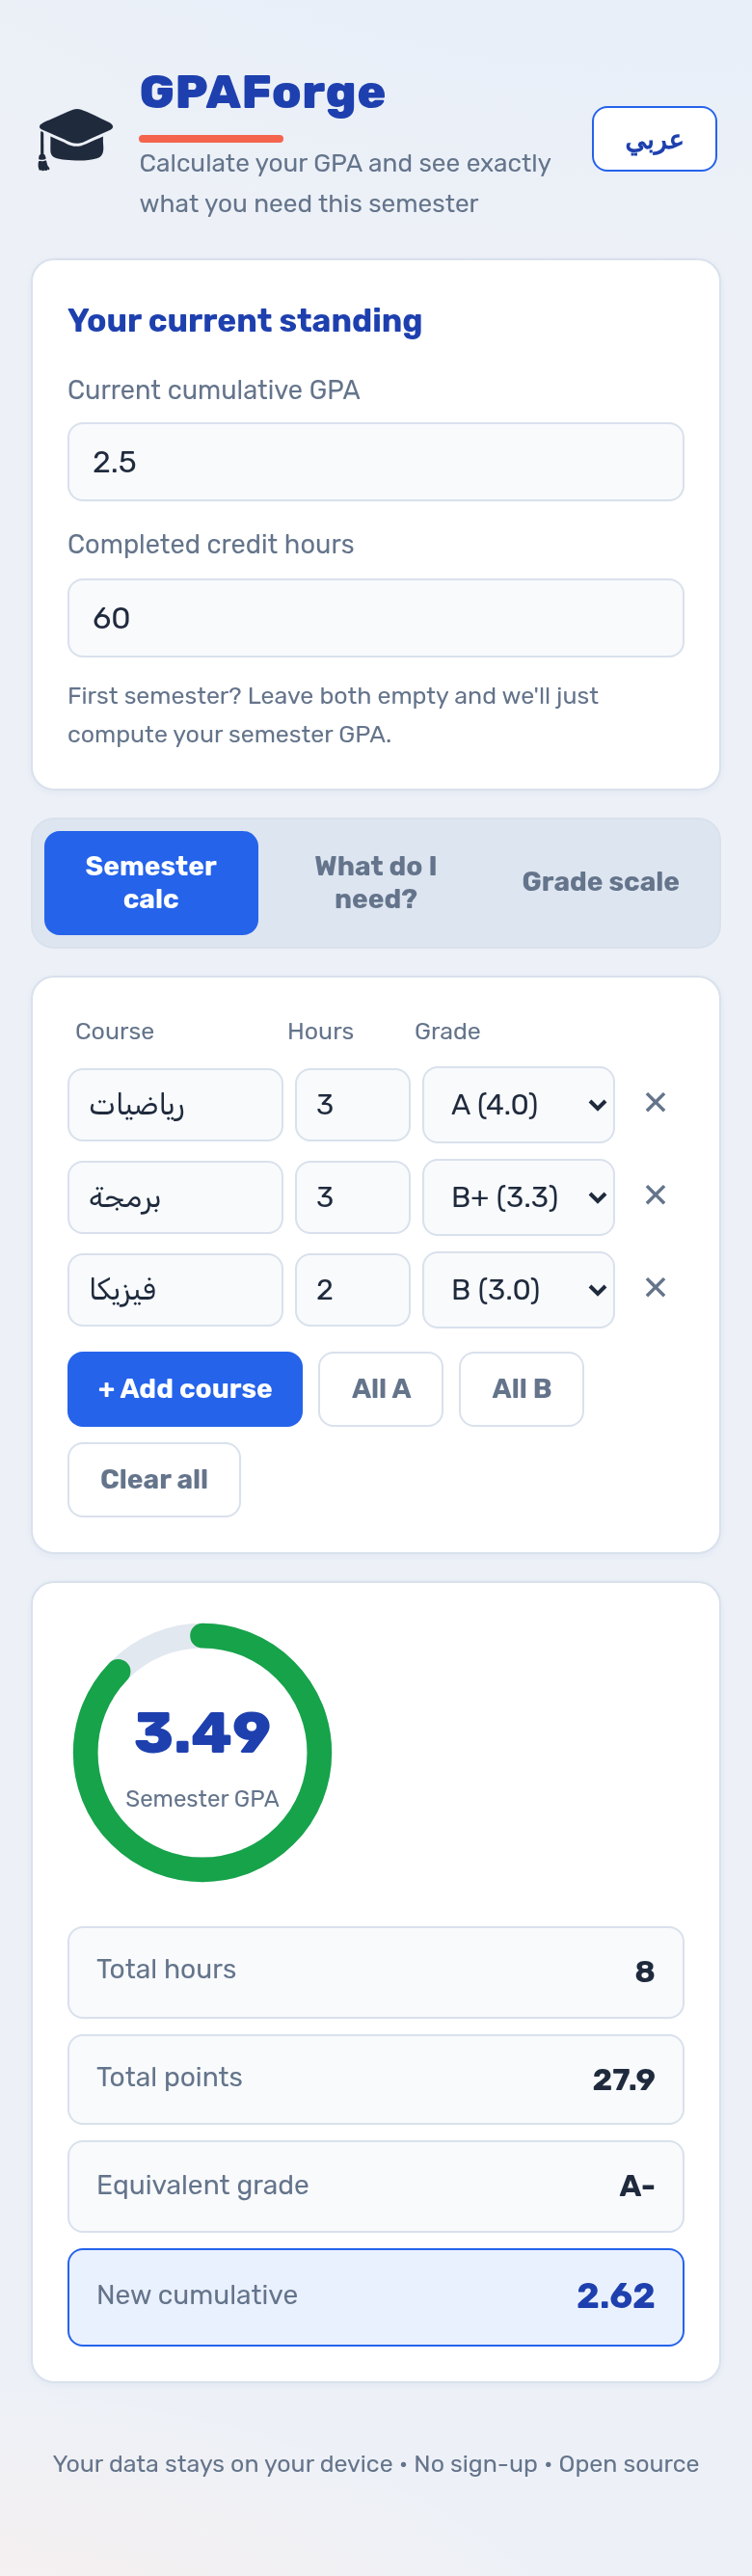 GPAForge
عربي
Calculate your GPA and see exactly
what you need this semester
Your current standing
Current cumulative GPA
2.5
Completed credit hours
60
First semester? Leave both empty and we'll just
compute your semester GPA.
Semester
calc
What do I
need?
Grade scale
Course Hours Grade
رياضيات 3 A (4.0) ✕
برمجة 3 B+ (3.3) ✕
فيزيكا 2 B (3.0) ✕
+ Add course All A All B
Clear all
3.49
Semester GPA
Total hours 8
Total points 27.9
Equivalent grade A-
New cumulative 2.62
Your data stays on your device • No sign-up • Open source